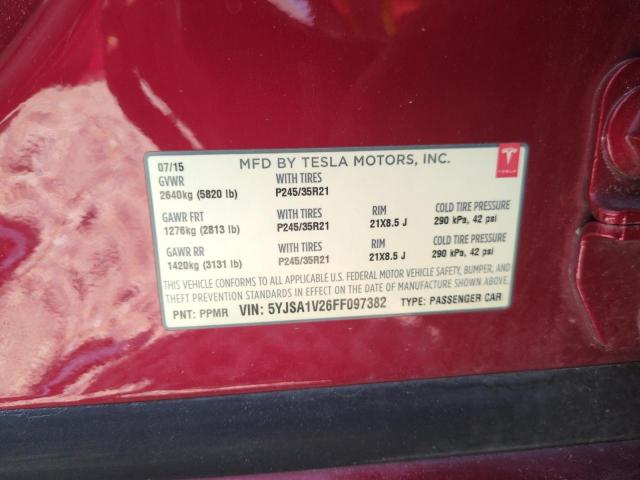 07/15 MFD BY TESLA MOTORS, INC.
GVWR WITH TIRES
2640kg (5820 lb) P245/35R21
GAWR FRT WITH TIRES RIM COLD TIRE PRESSURE
1276kg (2813 lb) P245/35R21 21X8.5 J 290 kPa, 42 psi
GAWR RR WITH TIRES RIM COLD TIRE PRESSURE
1420kg (3131 lb) P245/35R21 21X8.5 J 290 kPa, 42 psi
THIS VEHICLE CONFORMS TO ALL APPLICABLE U.S. FEDERAL MOTOR VEHICLE SAFETY, BUMPER, AND
THEFT PREVENTION STANDARDS IN EFFECT ON THE DATE OF MANUFACTURE SHOWN ABOVE.
PNT: PPMR VIN: 5YJSA1V26FF097382 TYPE: PASSENGER CAR
TESLA